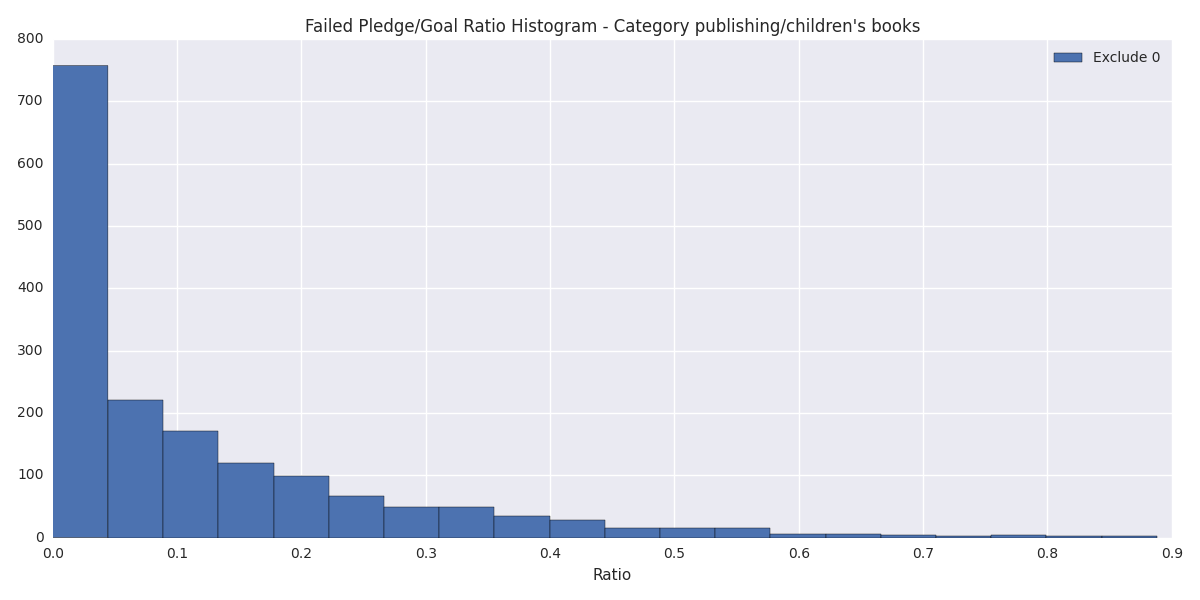 Failed Pledge/Goal Ratio Histogram - Category publishing/children's books
800
700
600
500
400
300
200
100
0
Exclude 0
0.0 0.1 0.2 0.3 0.4 0.5 0.6 0.7 0.8 0.9
Ratio